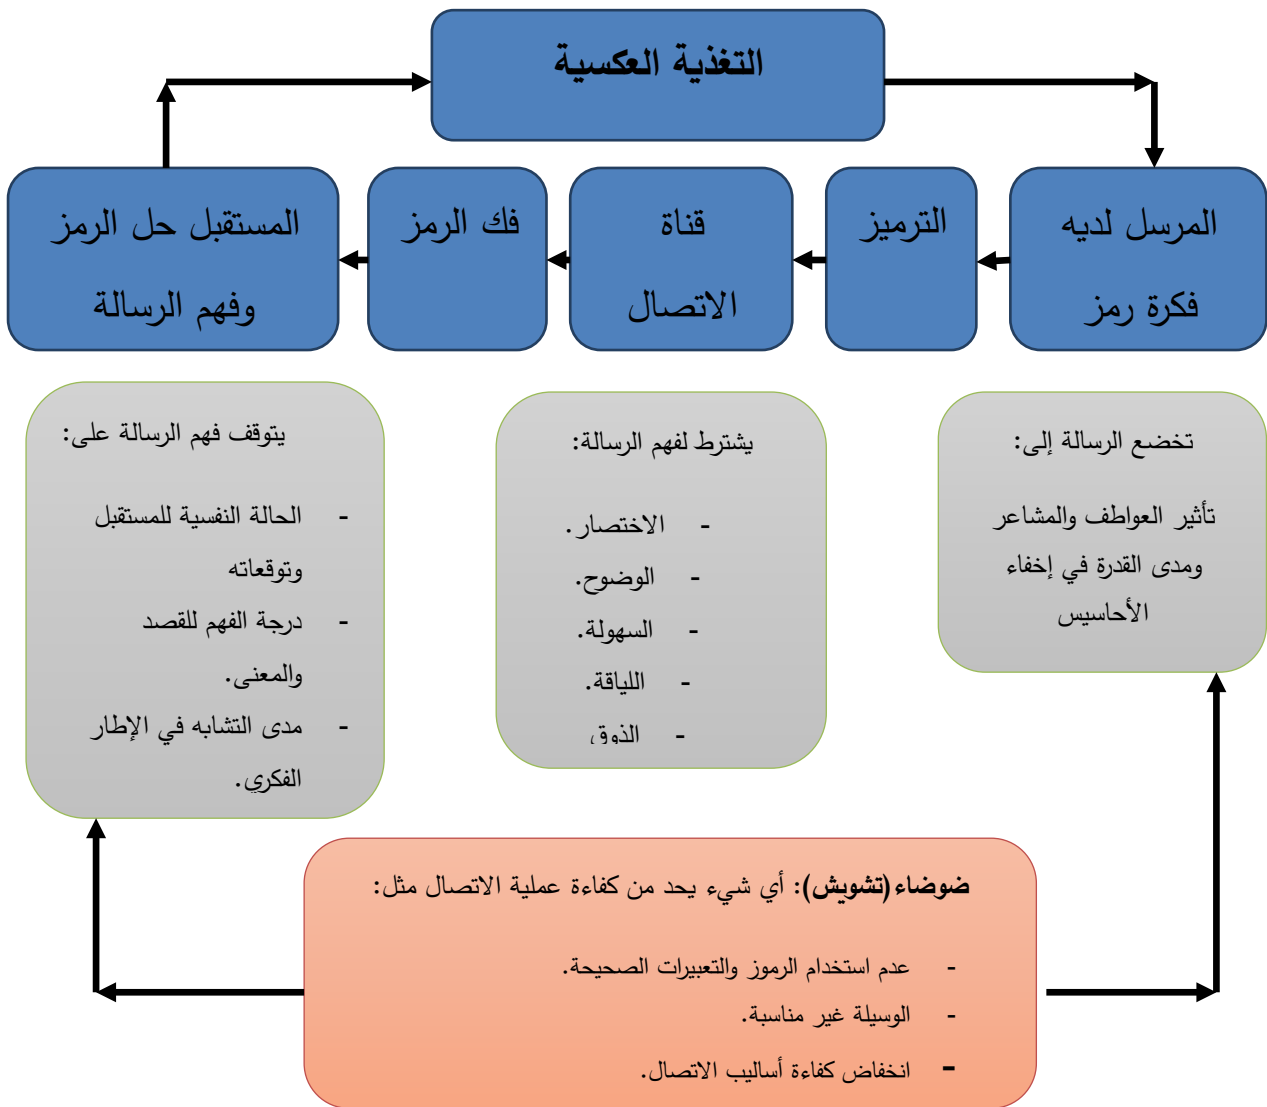 التغذية العكسية
المرسل لديه
فكرة رمز
الترميز
قناة
الاتصال
فك الرمز
المستقبل حل الرمز
وفهم الرسالة
تخضع الرسالة إلى:
تأثير العواطف والمشاعر
ومدى القدرة في إخفاء
الأحاسيس
يشترط لفهم الرسالة:
- الاختصار.
- الوضوح.
- السهولة.
- اللياقة.
- الذوق
يتوقف فهم الرسالة على:
- الحالة النفسية للمستقبل
وتوقعاته
- درجة الفهم للقصد
والمعنى.
- مدى التشابه في الإطار
الفكري.
ضوضاء(تشويش): أي شيء يحد من كفاءة عملية الاتصال مثل:
- عدم استخدام الرموز والتعبيرات الصحيحة.
- الوسيلة غير مناسبة.
- انخفاض كفاءة أساليب الاتصال.